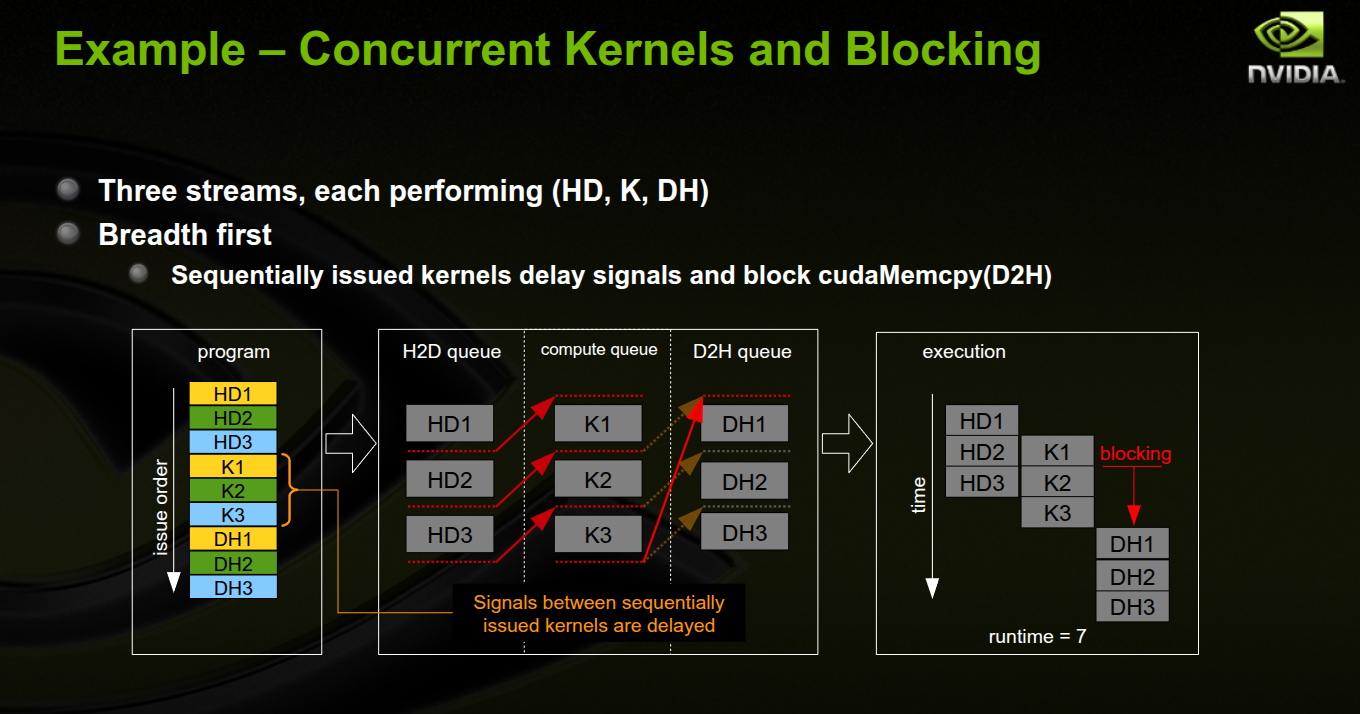 Example – Concurrent Kernels and Blocking
NVIDIA.
Three streams, each performing (HD, K, DH)
Breadth first
Sequentially issued kernels delay signals and block cudaMemcpy(D2H)
program
issue order
HD1
HD2
HD3
K1
K2
K3
DH1
DH2
DH3
H2D queue
compute queue
D2H queue
HD1
K1
DH1
HD2
K2
DH2
HD3
K3
DH3
Signals between sequentially
issued kernels are delayed
execution
time
HD1
HD2
K1
blocking
HD3
K2
K3
DH1
DH2
DH3
runtime = 7